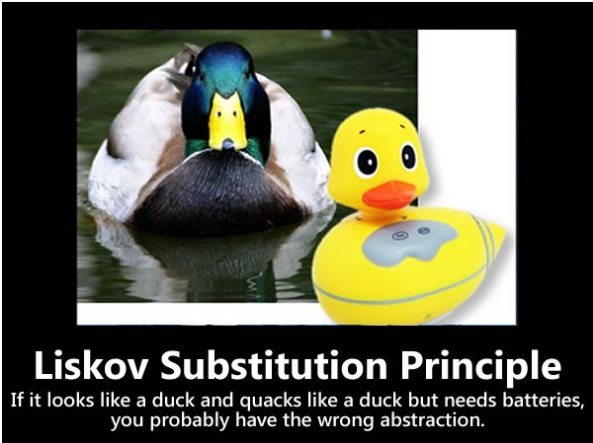 Liskov Substitution Principle
If it looks like a duck and quacks like a duck but needs batteries,
you probably have the wrong abstraction.